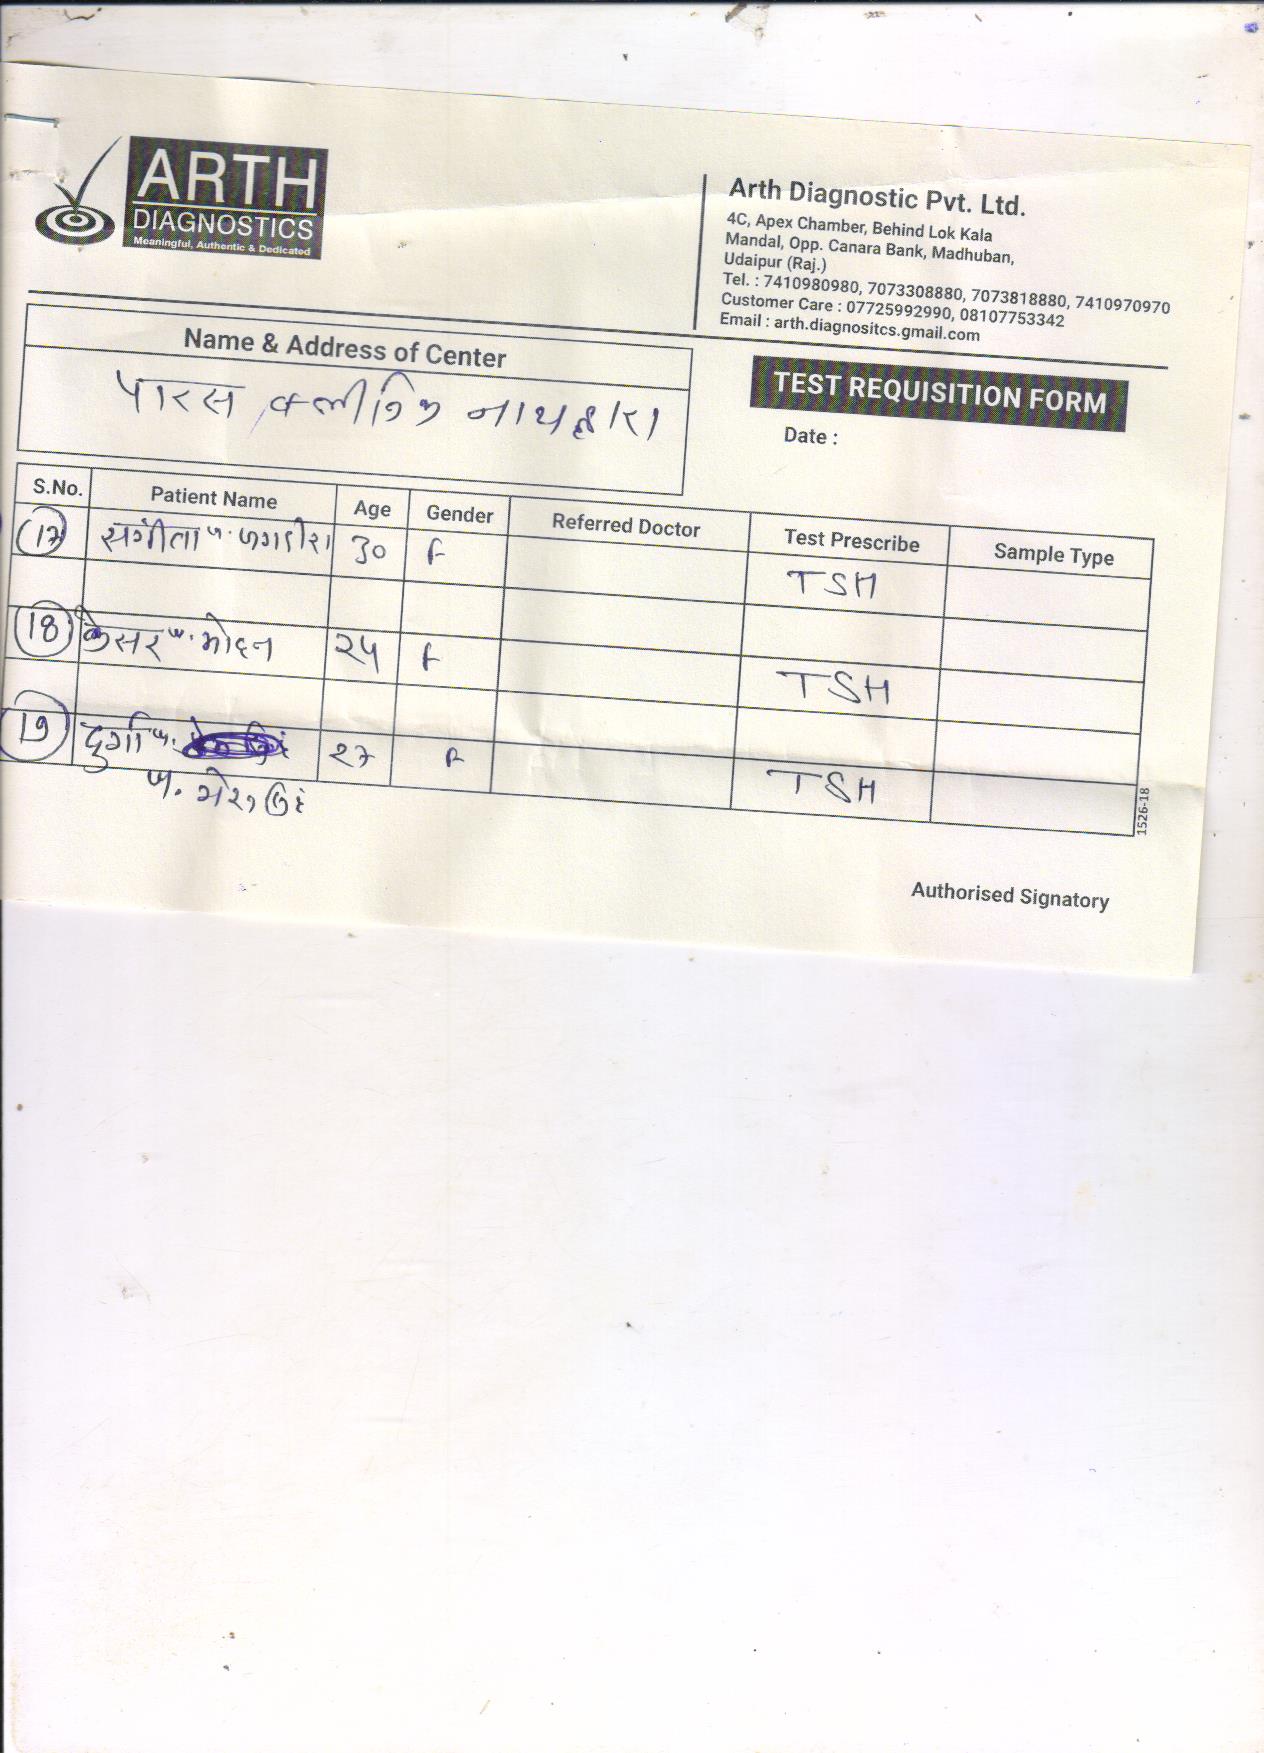 ARTH
DIAGNOSTICS
Meaningful, Authentic & Dedicated
Arth Diagnostic Pvt. Ltd.
4C, Apex Chamber, Behind Lok Kala
Mandal, Opp. Canara Bank, Madhuban,
Udaipur (Raj.)
Tel. : 7410980980, 7073308880, 7073818880, 7410970970
Customer Care : 07725992990, 08107753342
Email : arth.diagnositcs.gmail.com
Name & Address of Center
पारस क्लीनिक नाथद्वारा
TEST REQUISITION FORM
Date :
S.No. Patient Name Age Gender Referred Doctor Test Prescribe Sample Type
17 संगीता 30 F TSH
18 केसर मोहन २५ F TSH
19 दुर्गा २७ F TSH
1526-18
Authorised Signatory